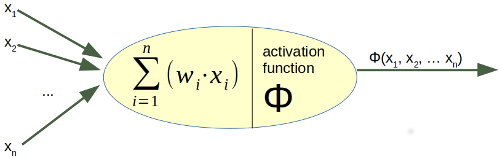 x₁
x₂
...
xₙ
n
∑ (wᵢ·xᵢ)
i=1
activation
function
Φ
Φ(x₁, x₂, ... xₙ)